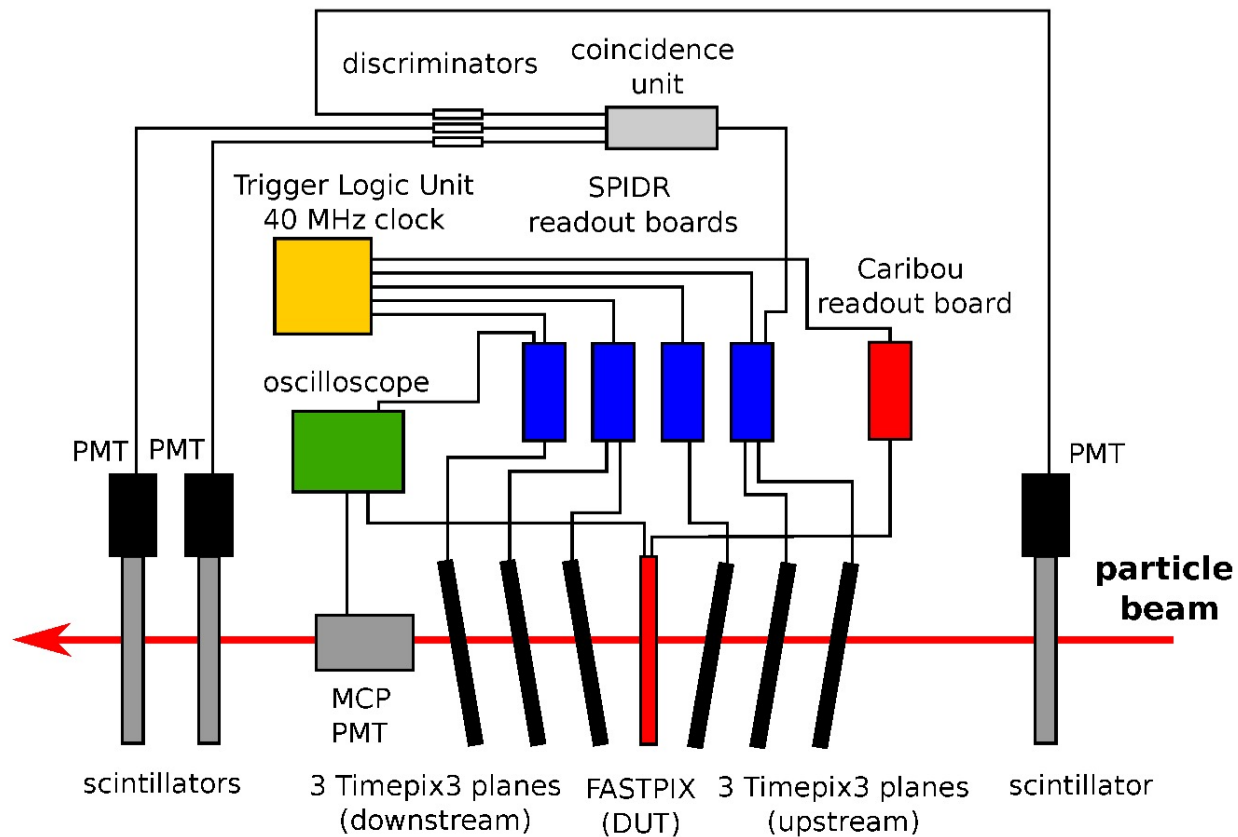 discriminators
coincidence
unit
Trigger Logic Unit
40 MHz clock
SPIDR
readout boards
Caribou
readout board
oscilloscope
PMT
PMT
PMT
particle
beam
MCP
PMT
scintillators
3 Timepix3 planes
(downstream)
FASTPIX
(DUT)
3 Timepix3 planes
(upstream)
scintillator